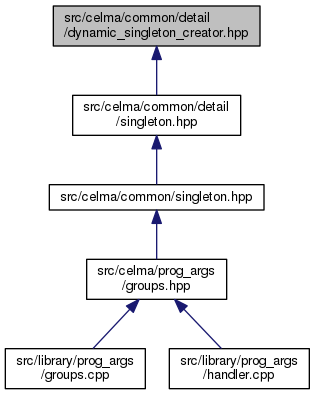 src/celma/common/detail
/dynamic_singleton_creator.hpp
src/celma/common/detail
/singleton.hpp
src/celma/common/singleton.hpp
src/celma/prog_args
/groups.hpp
src/library/prog_args
/groups.cpp
src/library/prog_args
/handler.cpp